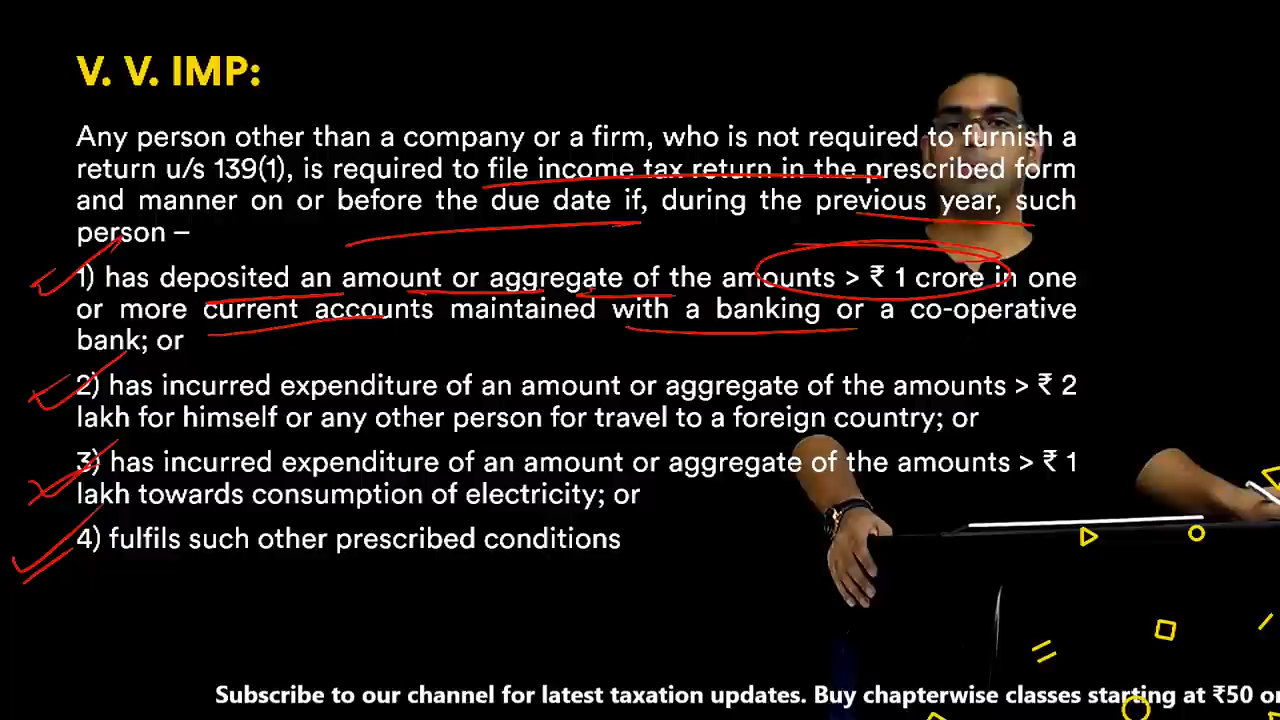 V. V. IMP:
Any person other than a company or a firm, who is not required to furnish a
return u/s 139(1), is required to file income tax return in the prescribed form
and manner on or before the due date if, during the previous year, such
person –
1) has deposited an amount or aggregate of the amounts > ₹ 1 crore in one
or more current accounts maintained with a banking or a co-operative
bank; or
2) has incurred expenditure of an amount or aggregate of the amounts > ₹ 2
lakh for himself or any other person for travel to a foreign country; or
3) has incurred expenditure of an amount or aggregate of the amounts > ₹ 1
lakh towards consumption of electricity; or
4) fulfils such other prescribed conditions
Subscribe to our channel for latest taxation updates. Buy chapterwise classes starting at ₹50 or